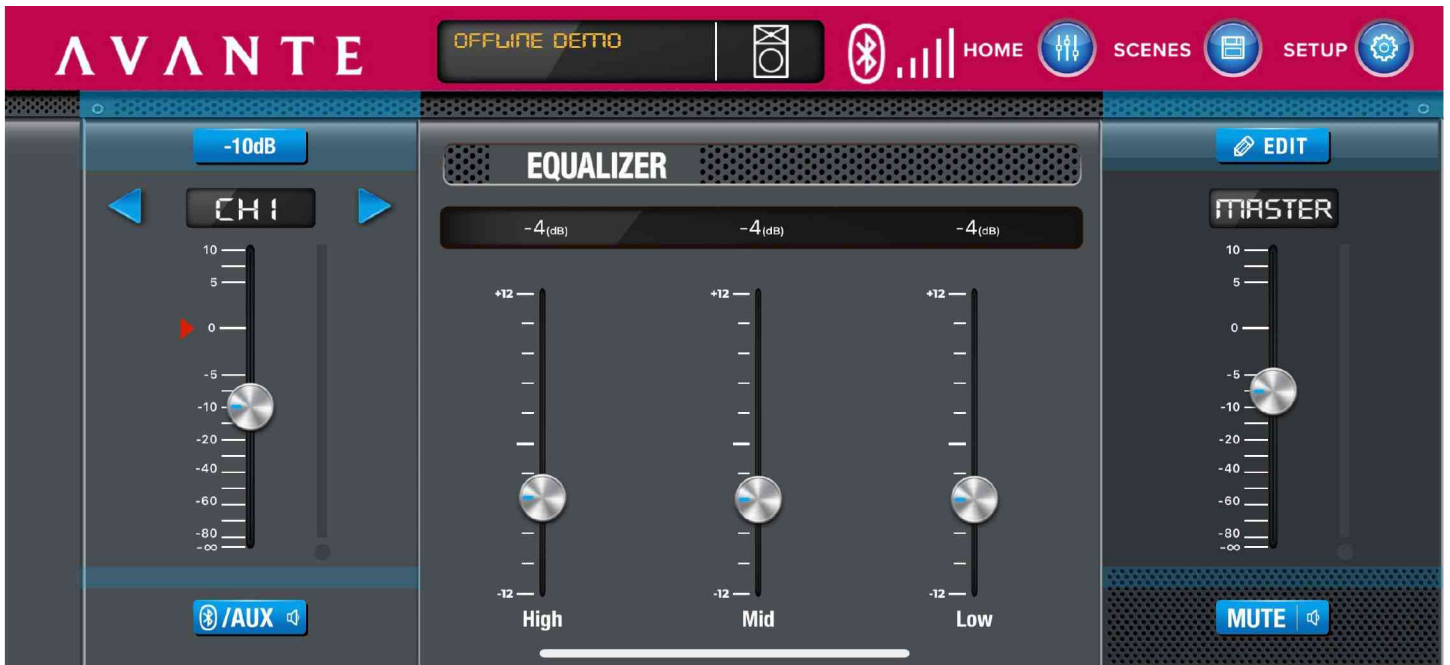 AVANTE
OFFLINE DEMO
HOME
SCENES
SETUP
-10dB
CH1
10
5
0
-5
-10
-20
-40
-60
-80
-∞
/AUX
EQUALIZER
-4(dB) -4(dB) -4(dB)
+12 +12 +12
-12 -12 -12
High Mid Low
EDIT
MASTER
10
5
0
-5
-10
-20
-40
-60
-80
-∞
MUTE